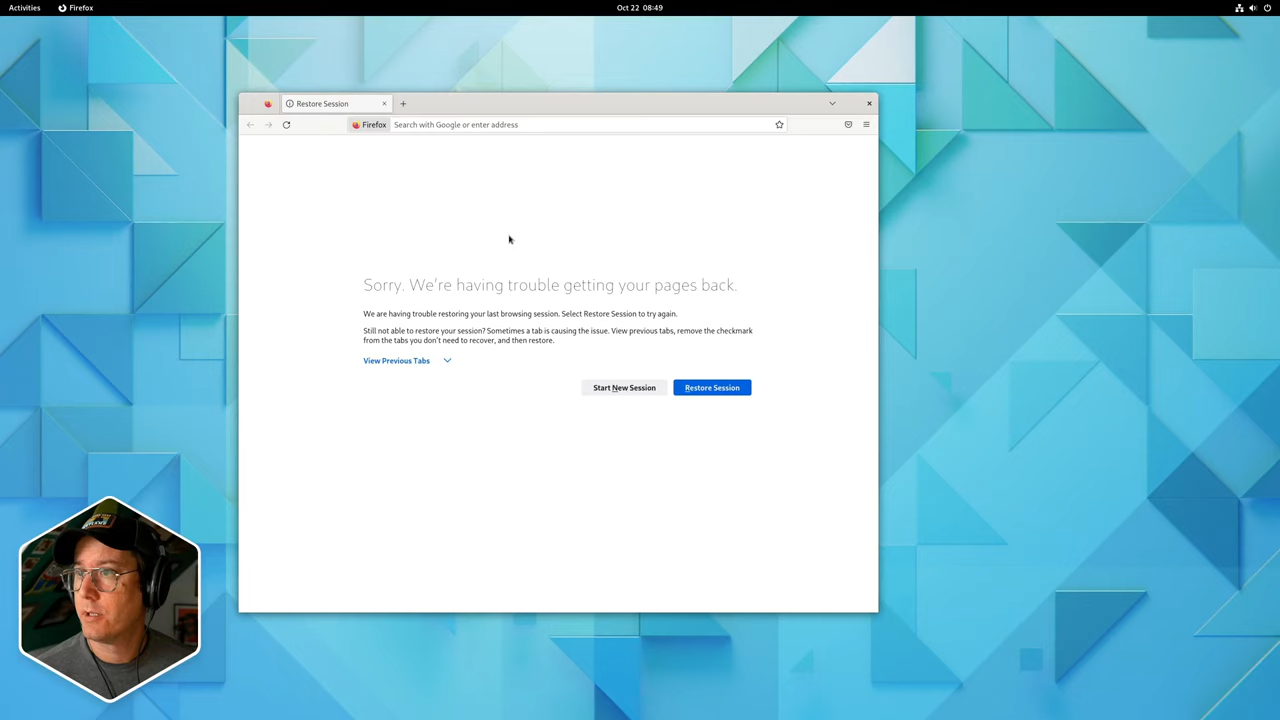 Activities
Firefox
Oct 22 08:49
Restore Session
Firefox
Search with Google or enter address
Sorry. We're having trouble getting your pages back.
We are having trouble restoring your last browsing session. Select Restore Session to try again.
Still not able to restore your session? Sometimes a tab is causing the issue. View previous tabs, remove the checkmark
from the tabs you don't need to recover, and then restore.
View Previous Tabs
Start New Session
Restore Session